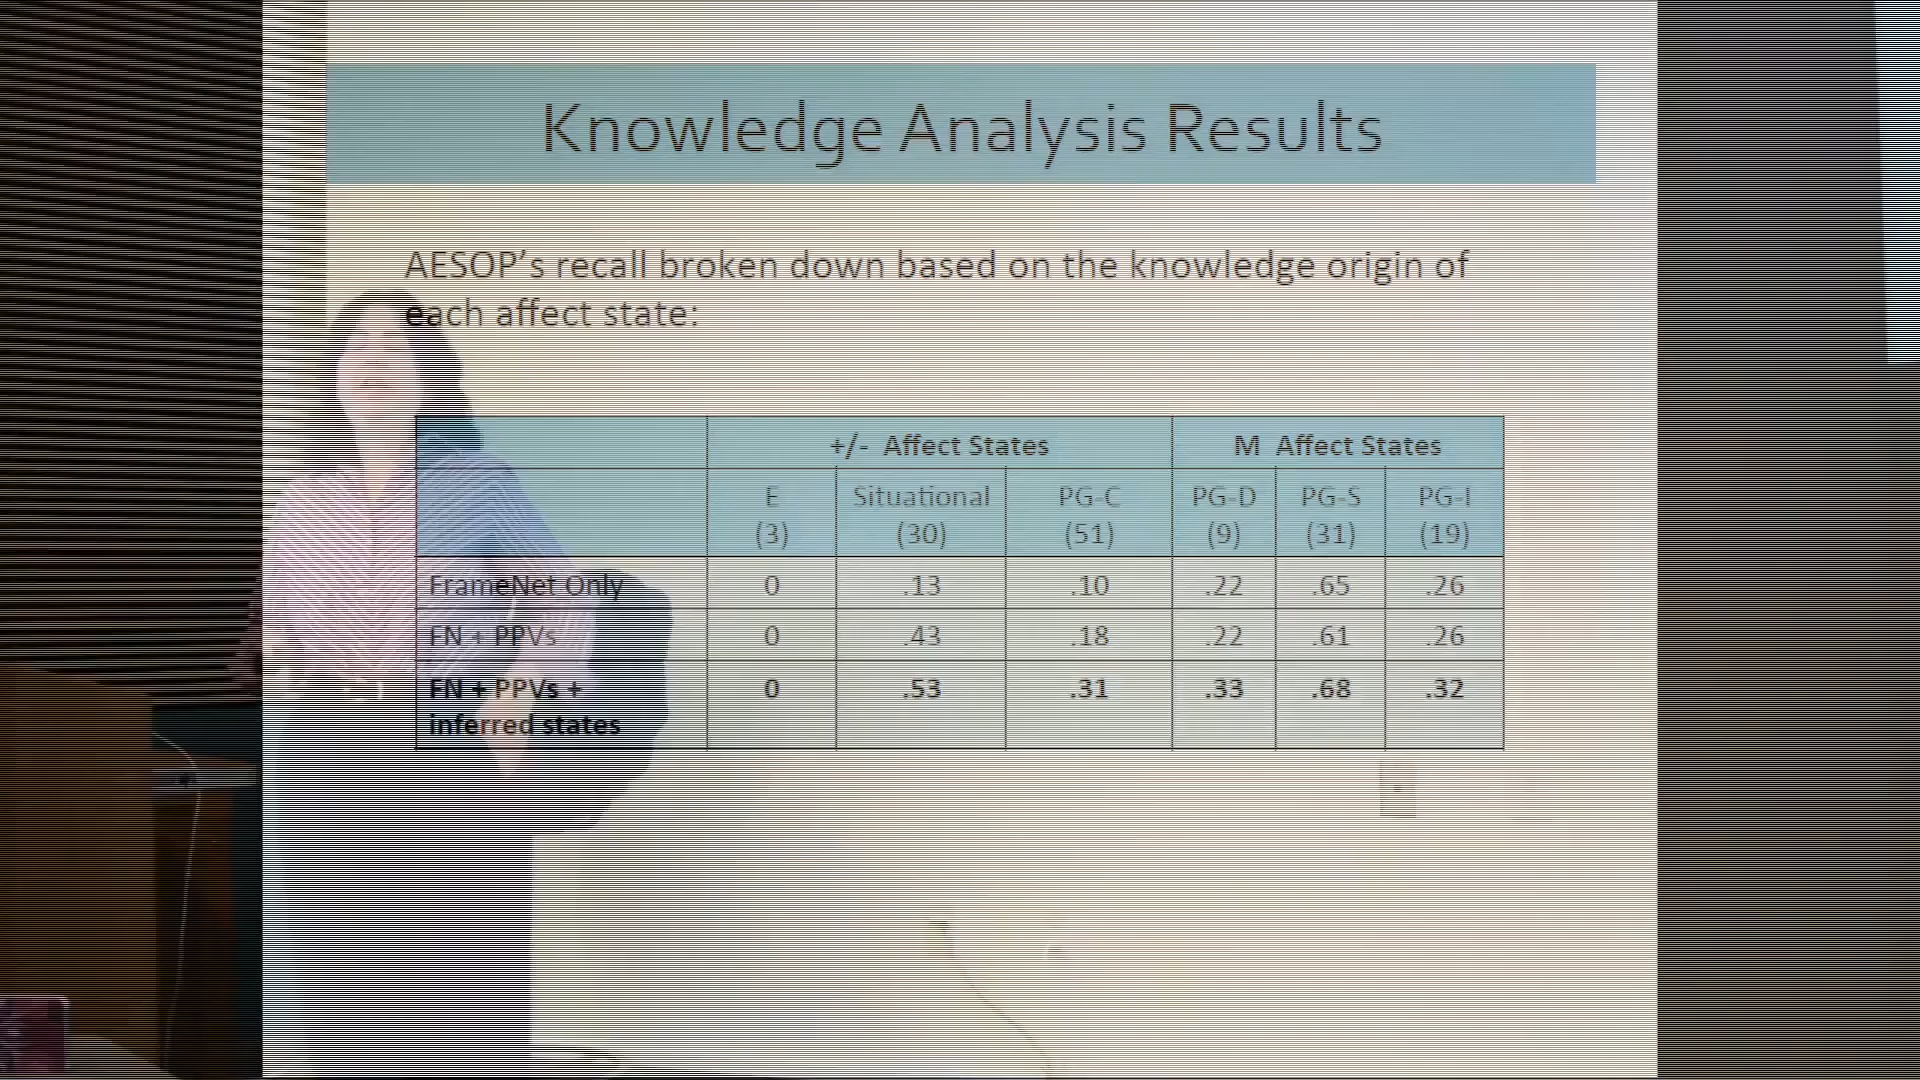 Knowledge Analysis Results
AESOP's recall broken down based on the knowledge origin of
each affect state:
+/- Affect States M Affect States
E Situational PG-C PG-D PG-S PG-I
(3) (30) (51) (9) (31) (19)
FrameNet Only 0 .13 .10 .22 .65 .26
FN + PPVs 0 .43 .18 .22 .61 .26
FN + PPVs + 0 .53 .31 .33 .68 .32
inferred states